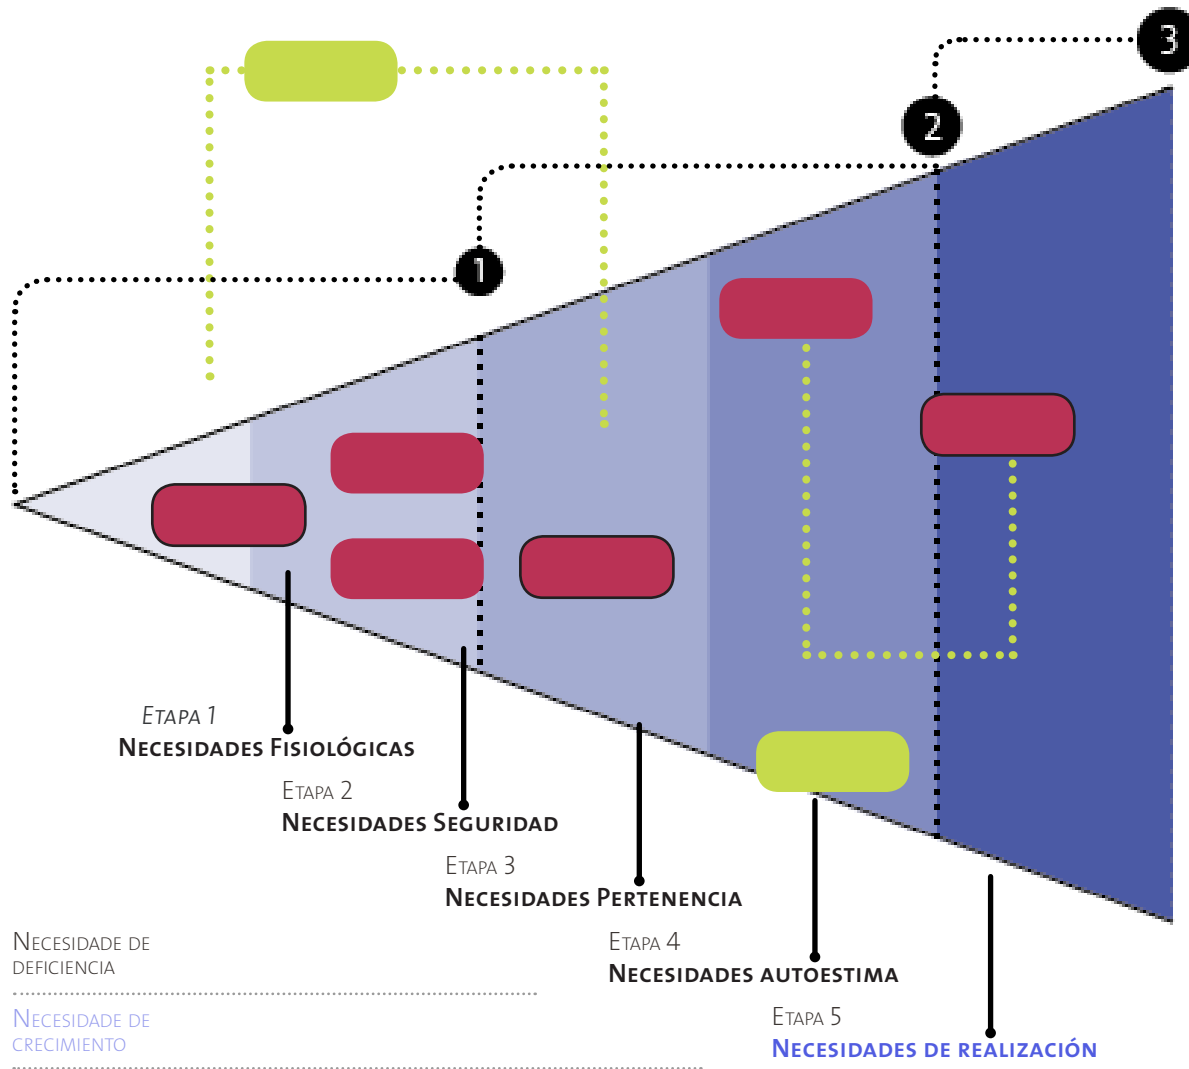 3
2
1
Etapa 1
Necesidades Fisiológicas
Etapa 2
Necesidades Seguridad
Etapa 3
Necesidades Pertenencia
Necesidade de
deficiencia
Etapa 4
Necesidades autoestima
Necesidade de
crecimiento
Etapa 5
Necesidades de realización